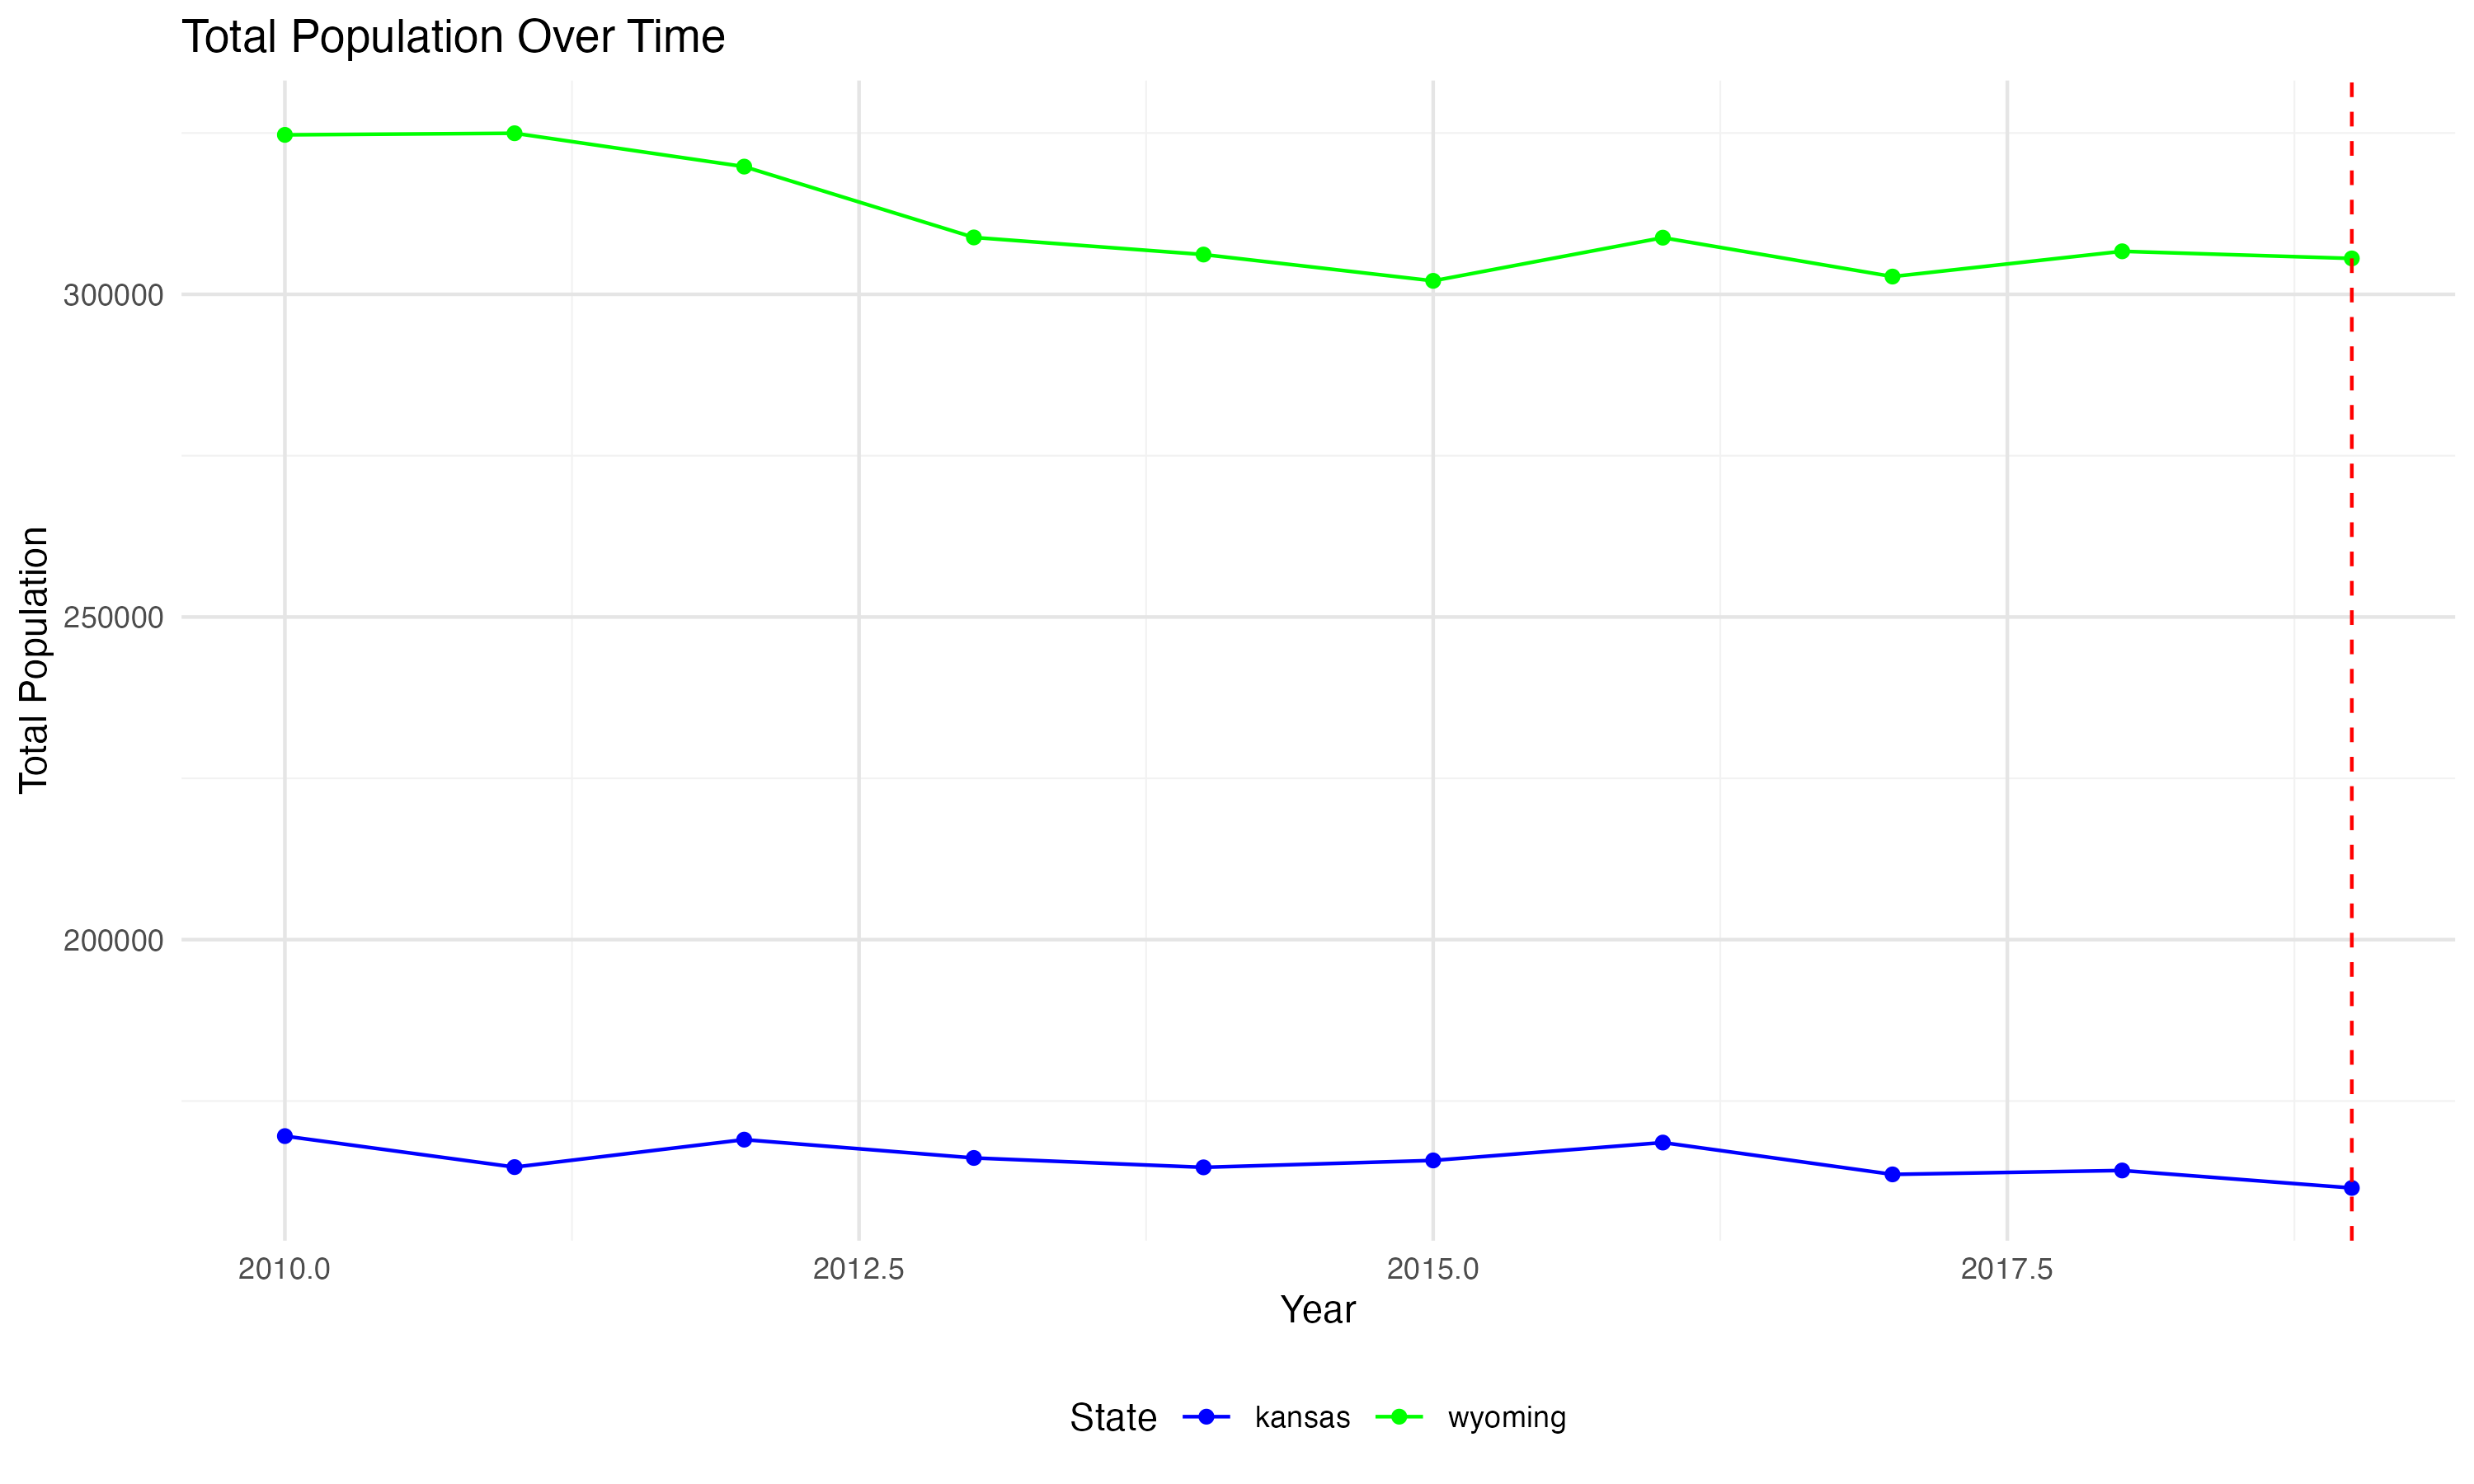 Total Population Over Time
Total Population
300000
250000
200000
2010.0 2012.5 2015.0 2017.5
Year
State kansas wyoming